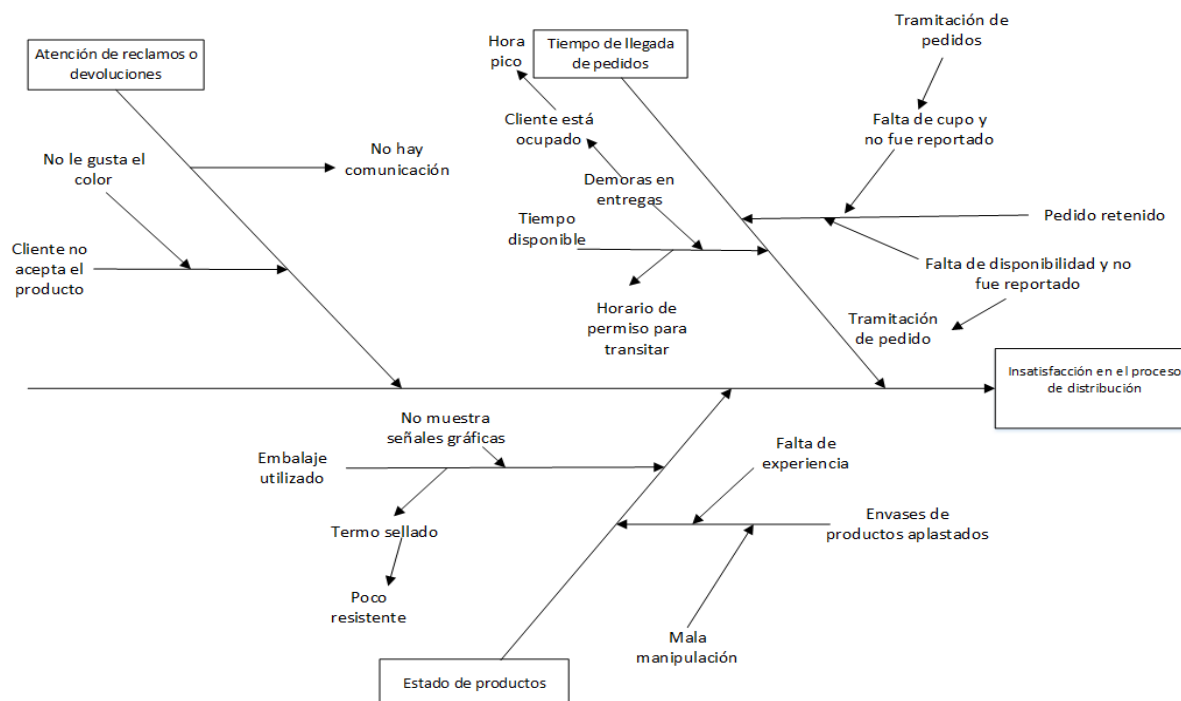 Atención de reclamos o
devoluciones
Hora
pico
Tiempo de llegada
de pedidos
Tramitación de
pedidos
Cliente está
ocupado
Falta de cupo y
no fue reportado
No le gusta el
color
No hay
comunicación
Demoras en
entregas
Tiempo
disponible
Pedido retenido
Cliente no
acepta el
producto
Falta de disponibilidad y no
fue reportado
Horario de
permiso para
transitar
Tramitación
de pedido
Insatisfacción en el proceso
de distribución
No muestra
señales gráficas
Falta de
experiencia
Embalaje
utilizado
Envases de
productos aplastados
Termo sellado
Poco
resistente
Mala
manipulación
Estado de productos